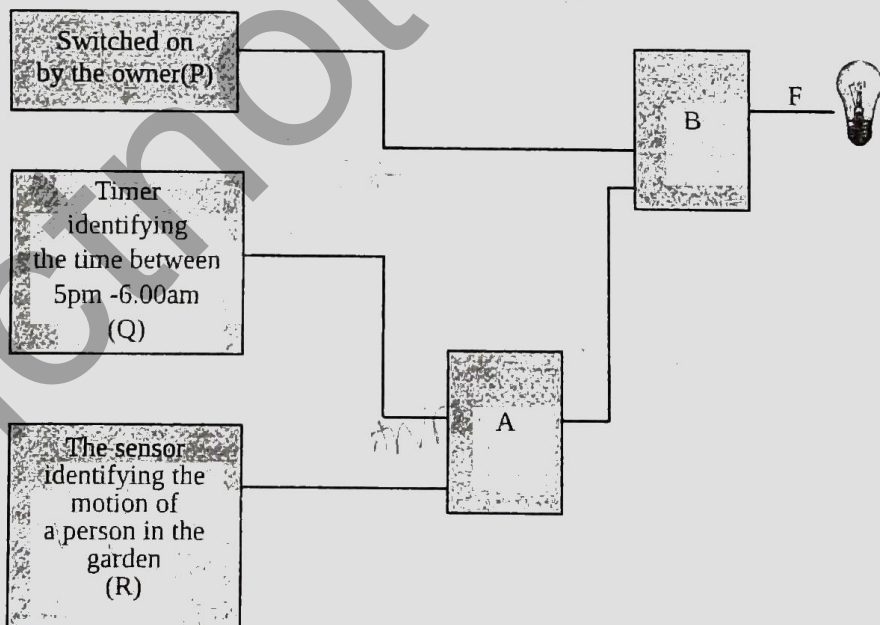 Switched on
by the owner(P)
Timer
identifying
the time between
5pm -6.00am
(Q)
The sensor
identifying the
motion of
a person in the
garden
(R)
A
B
F